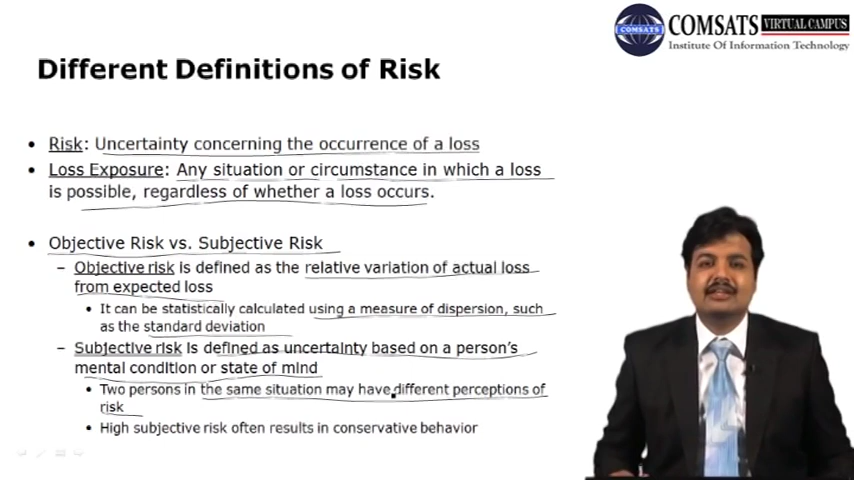 COMSATS
COMSATS VIRTUAL CAMPUS
Institute Of Information Technology
Different Definitions of Risk
• Risk: Uncertainty concerning the occurrence of a loss
• Loss Exposure: Any situation or circumstance in which a loss
is possible, regardless of whether a loss occurs.
• Objective Risk vs. Subjective Risk
– Objective risk is defined as the relative variation of actual loss
from expected loss
• It can be statistically calculated using a measure of dispersion, such
as the standard deviation
– Subjective risk is defined as uncertainty based on a person's
mental condition or state of mind
• Two persons in the same situation may have different perceptions of
risk
• High subjective risk often results in conservative behavior